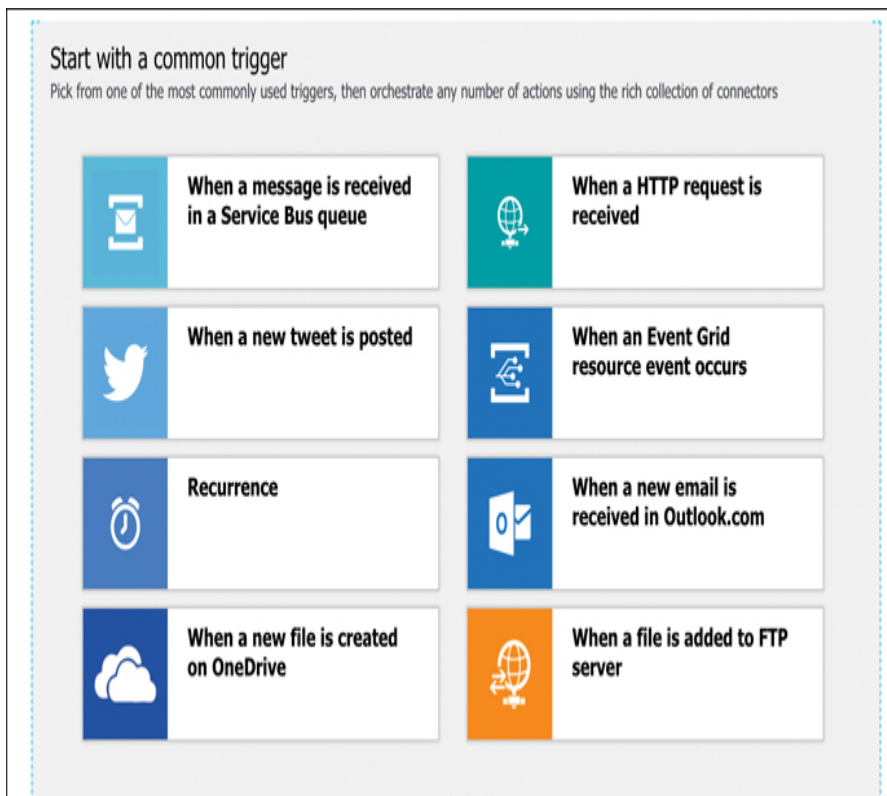 Start with a common trigger
Pick from one of the most commonly used triggers, then orchestrate any number of actions using the rich collection of connectors
When a message is received
in a Service Bus queue
When a HTTP request is
received
When a new tweet is posted
When an Event Grid
resource event occurs
Recurrence
When a new email is
received in Outlook.com
When a new file is created
on OneDrive
When a file is added to FTP
server